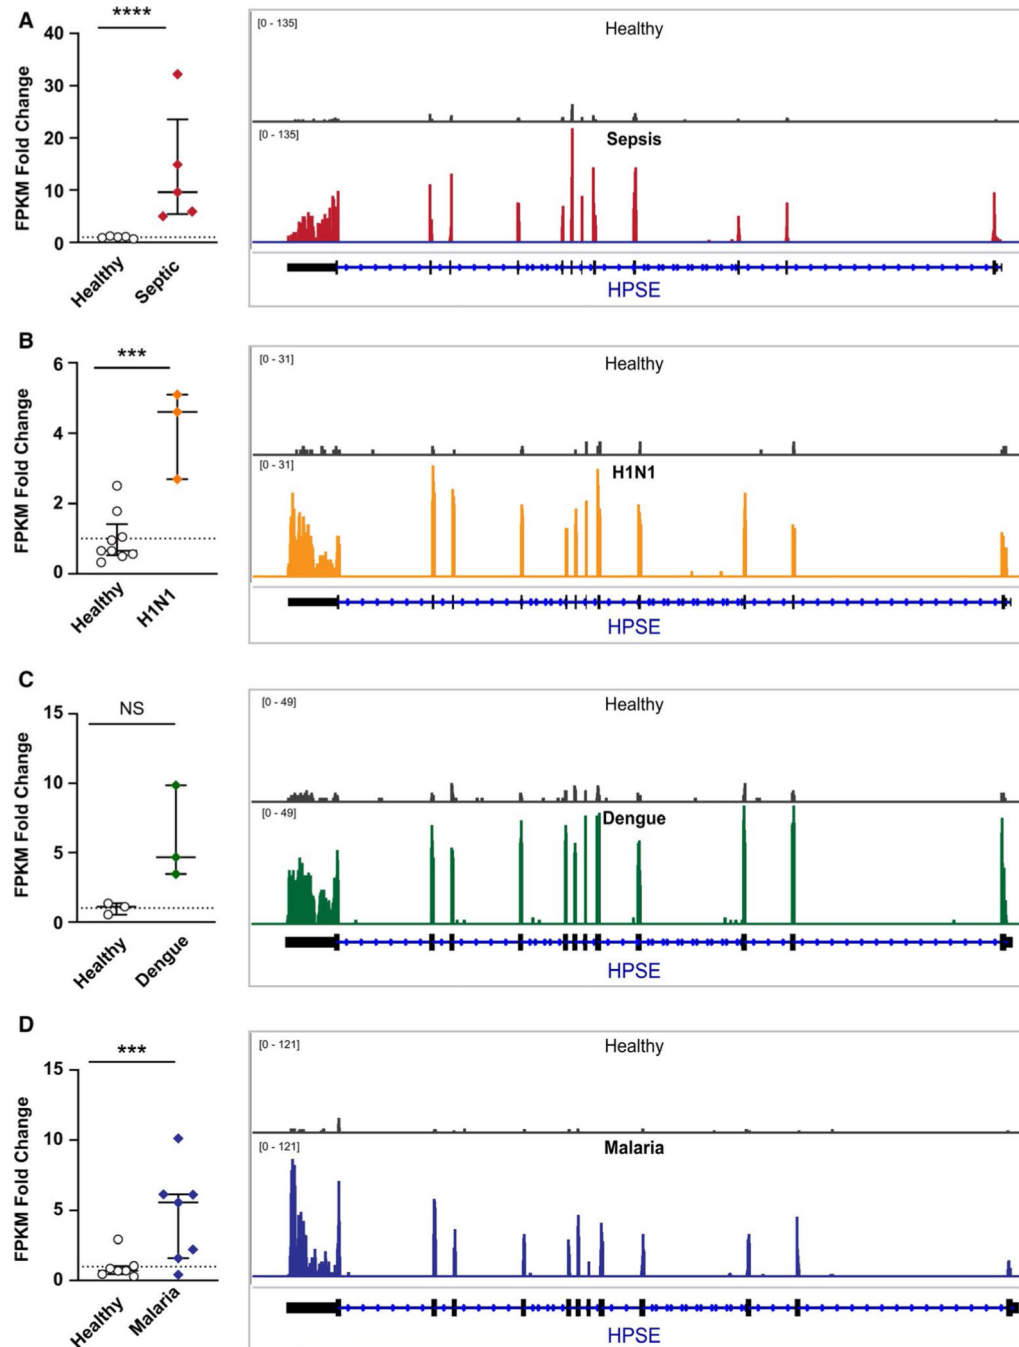 A
****
FPKM Fold Change
40
30
20
10
0
Healthy
Septic
[0 - 135]
Healthy
[0 - 135]
Sepsis
HPSE
B
***
FPKM Fold Change
6
4
2
0
Healthy
H1N1
[0 - 31]
Healthy
[0 - 31]
H1N1
HPSE
C
NS
FPKM Fold Change
15
10
5
0
Healthy
Dengue
[0 - 49]
Healthy
[0 - 49]
Dengue
HPSE
D
***
FPKM Fold Change
15
10
5
0
Healthy
Malaria
[0 - 121]
Healthy
[0 - 121]
Malaria
HPSE